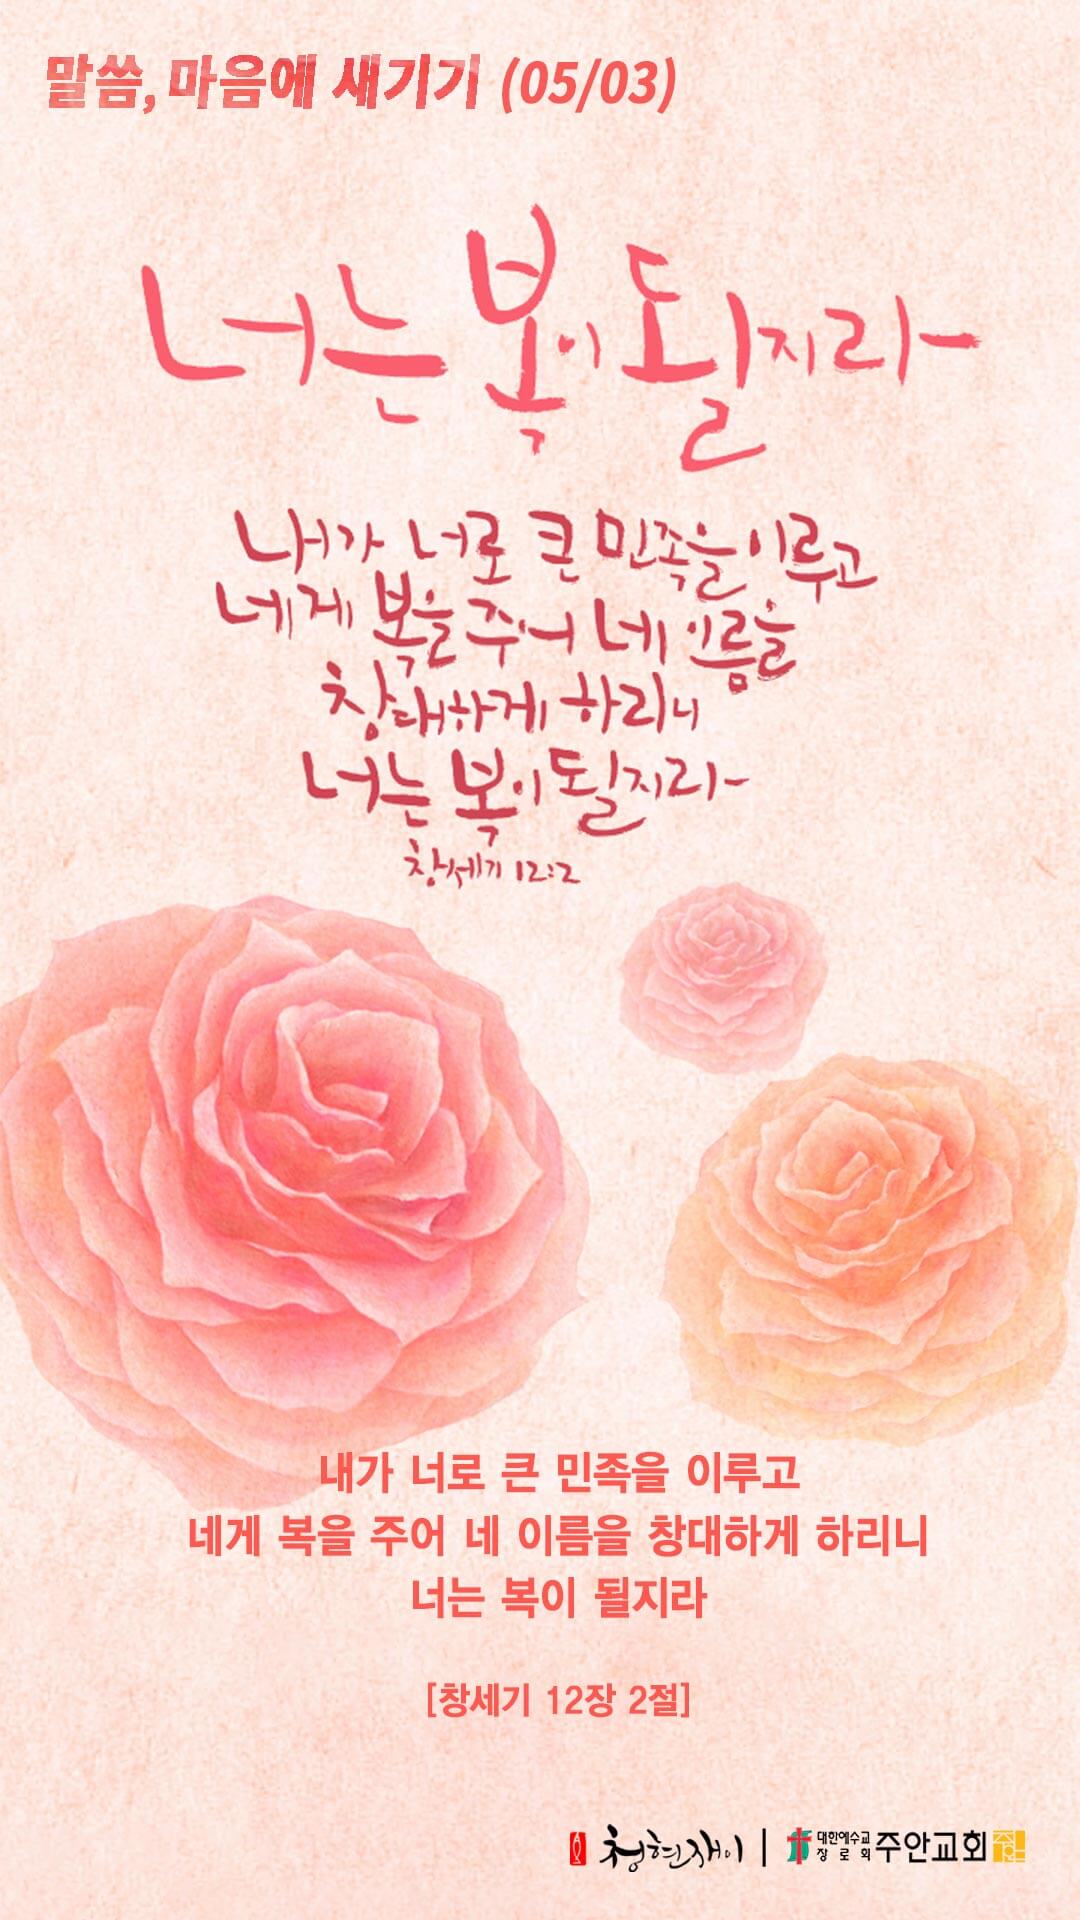 말씀, 마음에 새기기 (05/03)
너는 복이 될지라
내가 너로 큰 민족을 이루고
네게 복을 주어 네 이름을
창대하게 하리니
너는 복이 될지라
창세기 12:2
내가 너로 큰 민족을 이루고
네게 복을 주어 네 이름을 창대하게 하리니
너는 복이 될지라
[창세기 12장 2절]
청현재이 | 대한예수교 장로회 주안교회 주안